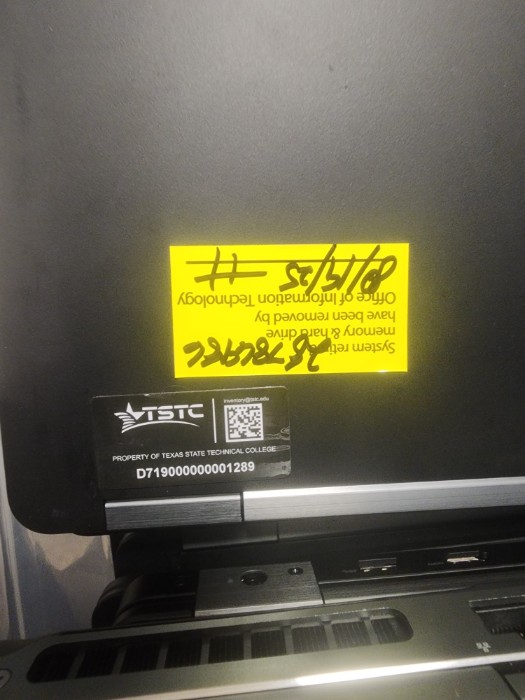 System retired
memory & hard drive
have been removed by
Office of Information Technology
8/15/25
TSTC
inventory@tstc.edu
PROPERTY OF TEXAS STATE TECHNICAL COLLEGE
D719000000001289